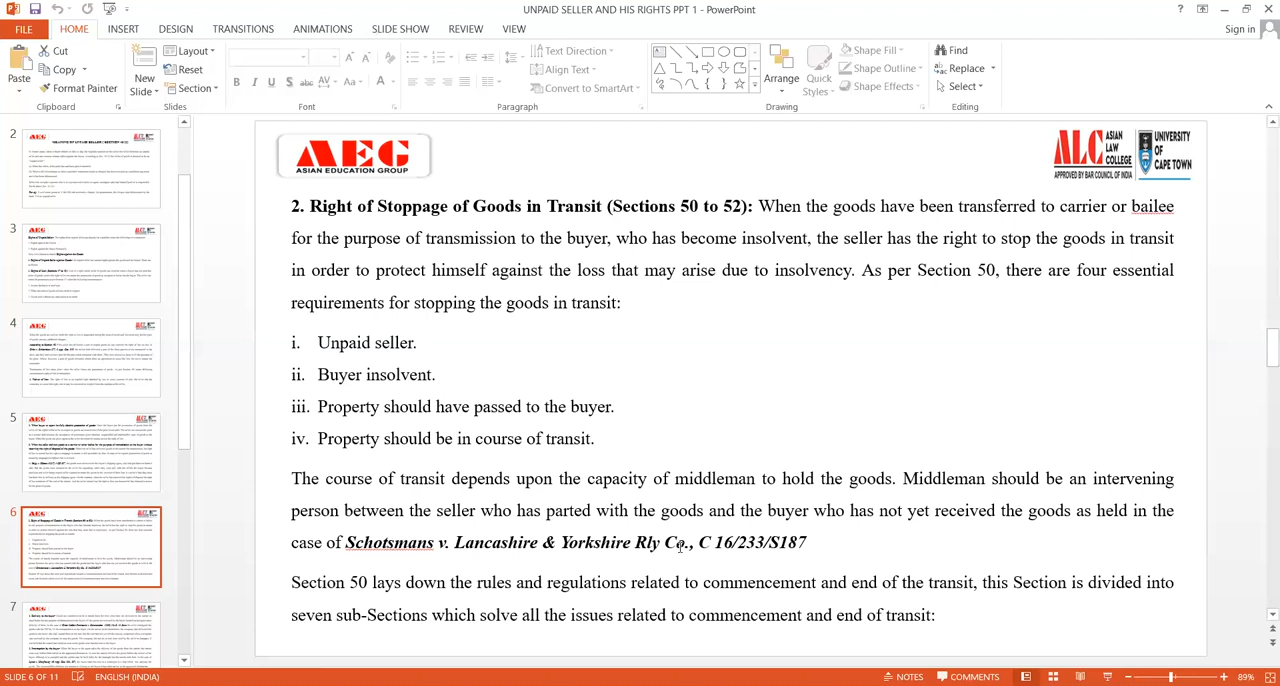 UNPAID SELLER AND HIS RIGHTS PPT 1 - PowerPoint
FILE HOME INSERT DESIGN TRANSITIONS ANIMATIONS SLIDE SHOW REVIEW VIEW Sign in
Paste
Cut
Copy
Format Painter
Clipboard
New Slide
Layout
Reset
Section
Slides
B I U S abc AV Aa A
Font
Text Direction
Align Text
Convert to SmartArt
Paragraph
Arrange
Quick Styles
Shape Fill
Shape Outline
Shape Effects
Drawing
Find
Replace
Select
Editing
2
3
4
5
6
7
AEG
ASIAN EDUCATION GROUP
ALC ASIAN LAW COLLEGE
APPROVED BY BAR COUNCIL OF INDIA
UNIVERSITY OF CAPE TOWN
2. Right of Stoppage of Goods in Transit (Sections 50 to 52): When the goods have been transferred to carrier or bailee
for the purpose of transmission to the buyer, who has become insolvent, the seller has the right to stop the goods in transit
in order to protect himself against the loss that may arise due to insolvency. As per Section 50, there are four essential
requirements for stopping the goods in transit:
i. Unpaid seller.
ii. Buyer insolvent.
iii. Property should have passed to the buyer.
iv. Property should be in course of transit.
The course of transit depend upon the capacity of middleman to hold the goods. Middleman should be an intervening
person between the seller who has parted with the goods and the buyer who has not yet received the goods as held in the
case of Schotsmans v. Lancashire & Yorkshire Rly Co., C
Section 50 lays down the rules and regulations related to commencement and end of the transit, this Section is divided into
seven sub-Sections which cover all the issues related to commencement and end of transit:
SLIDE 6 OF 11 ENGLISH (INDIA) NOTES COMMENTS 89%